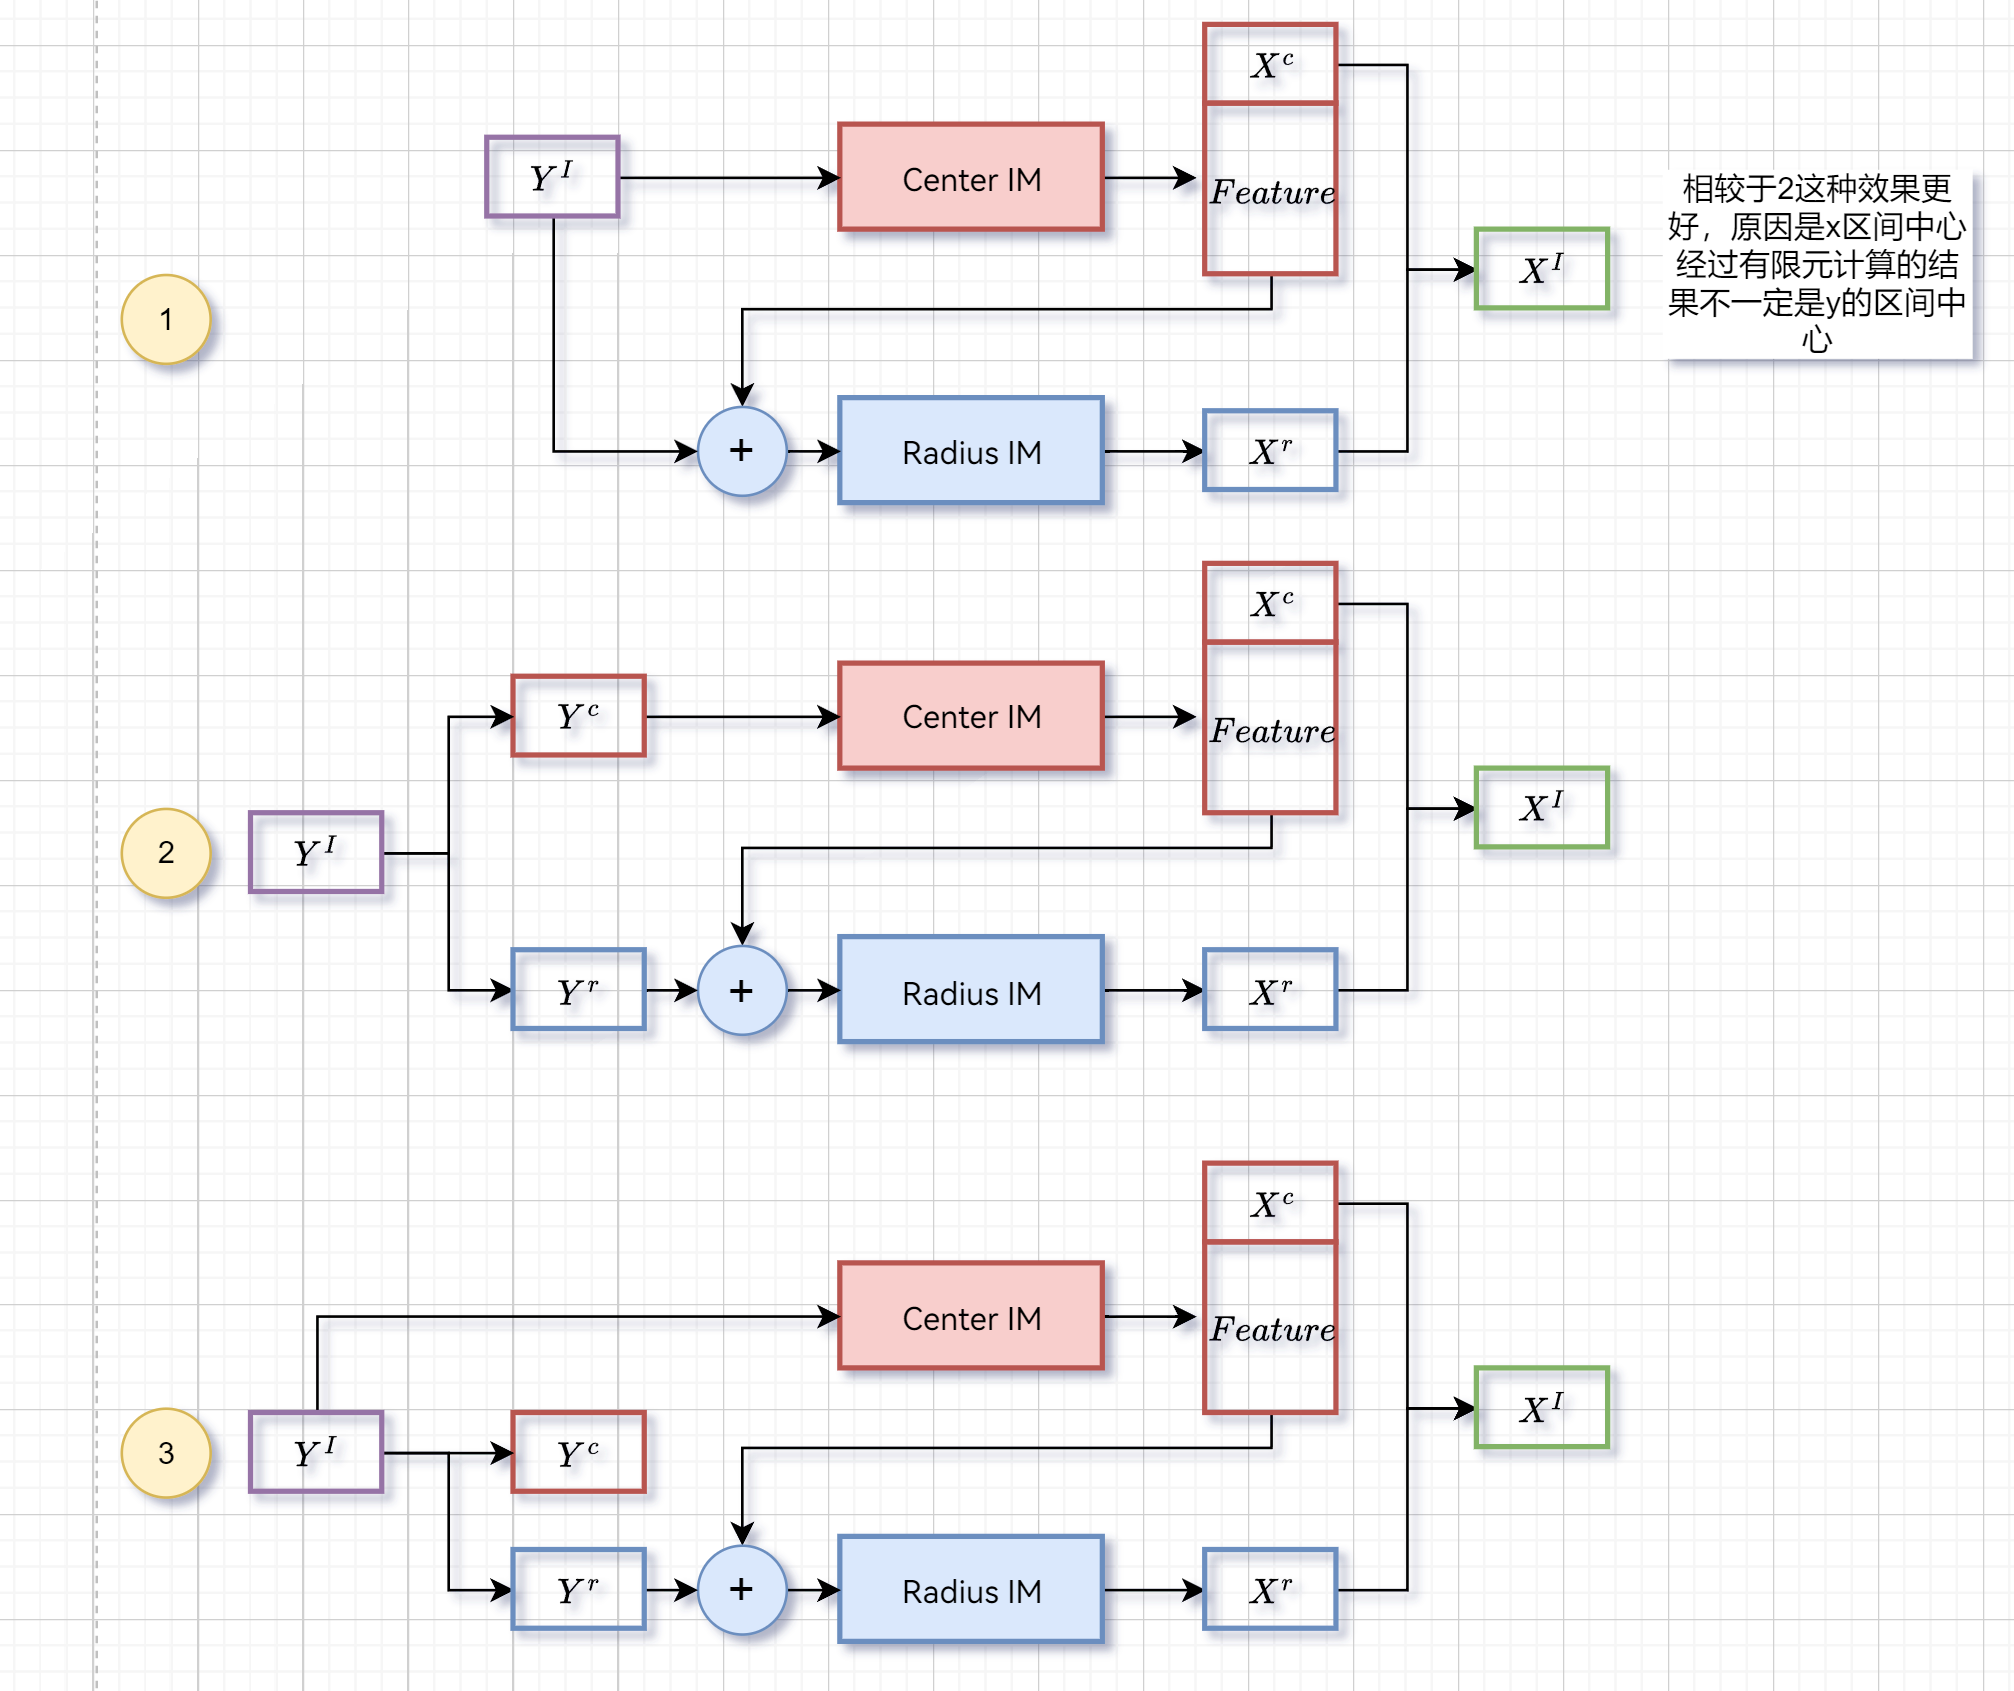 X^c
Y^I
Center IM
Feature
相较于2这种效果更
好，原因是x区间中心
经过有限元计算的结
果不一定是y的区间中
心
X^I
1
+
Radius IM
X^r
X^c
Y^c
Center IM
Feature
X^I
2
Y^I
Y^r
+
Radius IM
X^r
X^c
Center IM
Feature
X^I
3
Y^I
Y^c
Y^r
+
Radius IM
X^r